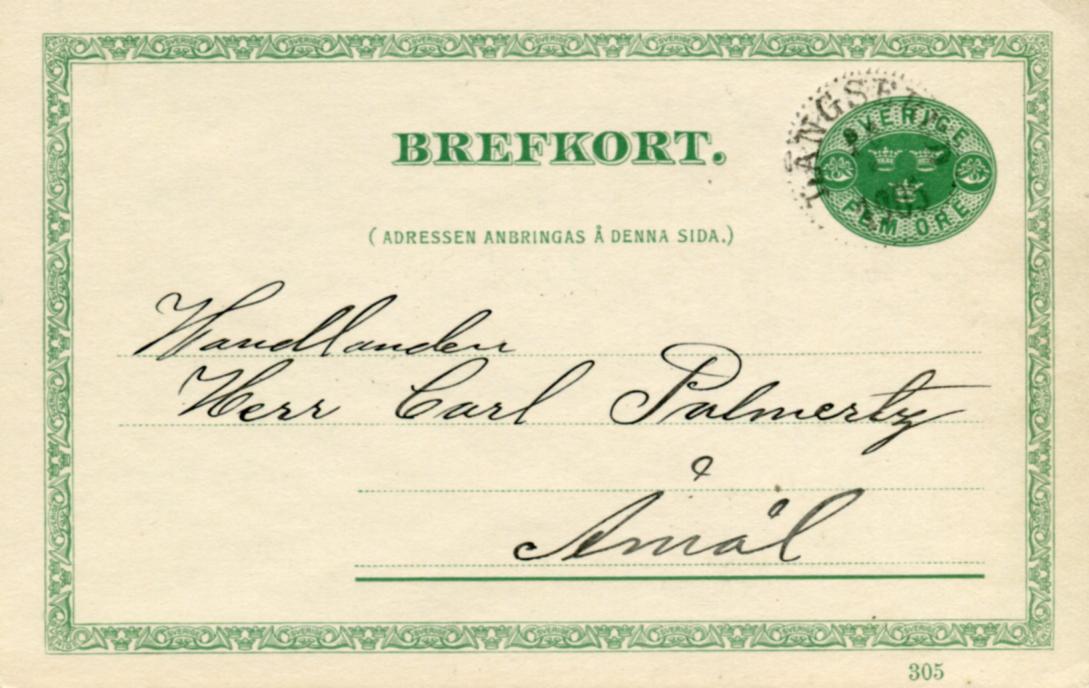 BREFKORT.
SVERIGE
FEM ÖRE
(ADRESSEN ANBRINGAS Å DENNA SIDA.)
Handlanden
Herr Carl Palmertz
Åmål
305